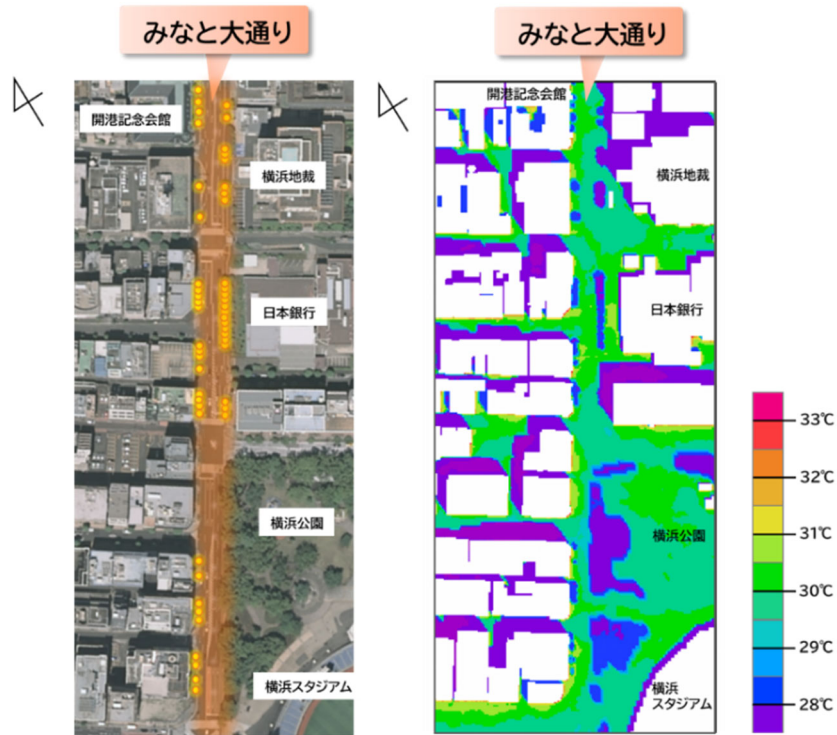 みなと大通り
みなと大通り
開港記念会館
横浜地裁
日本銀行
横浜公園
横浜スタジアム
開港記念会館
横浜地裁
日本銀行
横浜公園
横浜
スタジアム
33℃
32℃
31℃
30℃
29℃
28℃